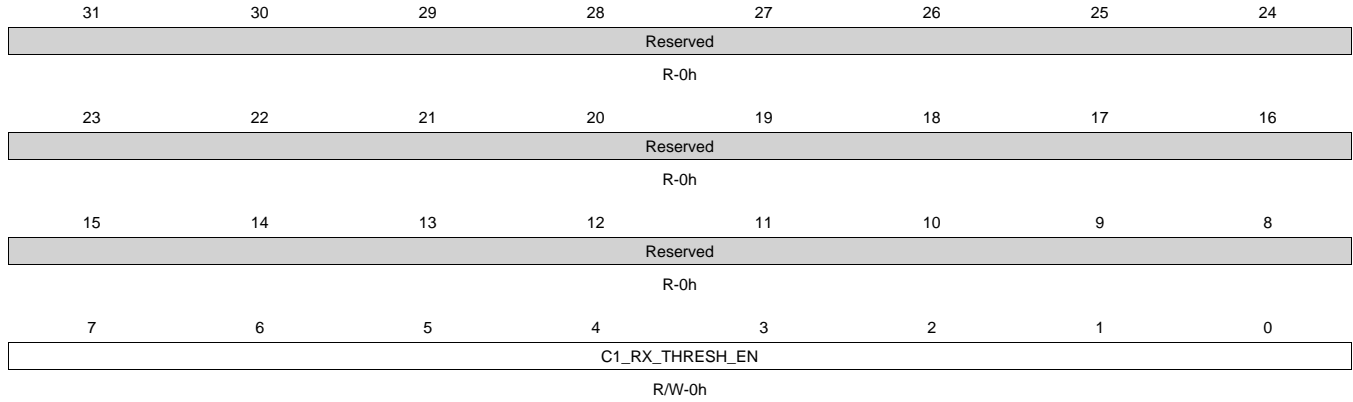 31 30 29 28 27 26 25 24
Reserved
R-0h
23 22 21 20 19 18 17 16
Reserved
R-0h
15 14 13 12 11 10 9 8
Reserved
R-0h
7 6 5 4 3 2 1 0
C1_RX_THRESH_EN
R/W-0h